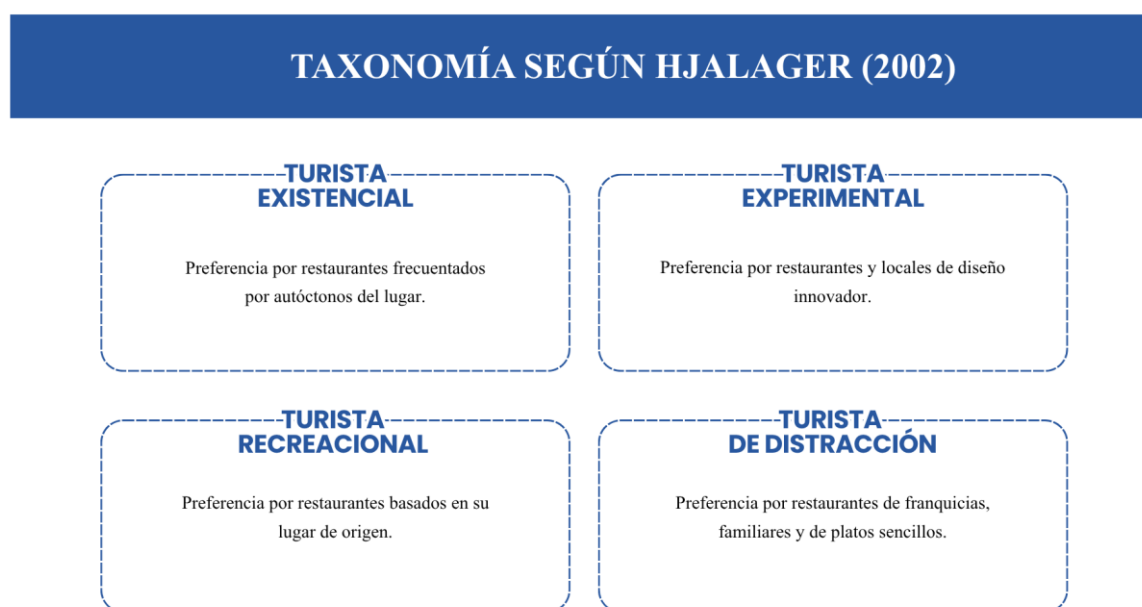 TAXONOMÍA SEGÚN HJALAGER (2002)
TURISTA
EXISTENCIAL
Preferencia por restaurantes frecuentados
por autóctonos del lugar.
TURISTA
EXPERIMENTAL
Preferencia por restaurantes y locales de diseño
innovador.
TURISTA
RECREACIONAL
Preferencia por restaurantes basados en su
lugar de origen.
TURISTA
DE DISTRACCIÓN
Preferencia por restaurantes de franquicias,
familiares y de platos sencillos.